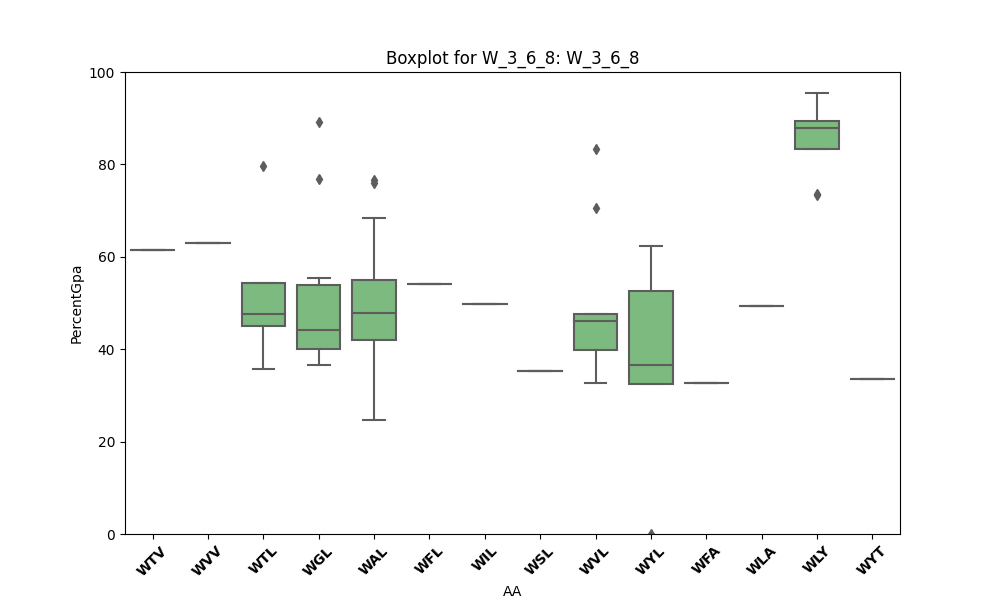 Boxplot for W_3_6_8: W_3_6_8
PercentGpa
100
80
60
40
20
0
WTV WVV WTL WGL WAL WFL WIL WSL WVL WYL WFA WLA WLY WYT
AA